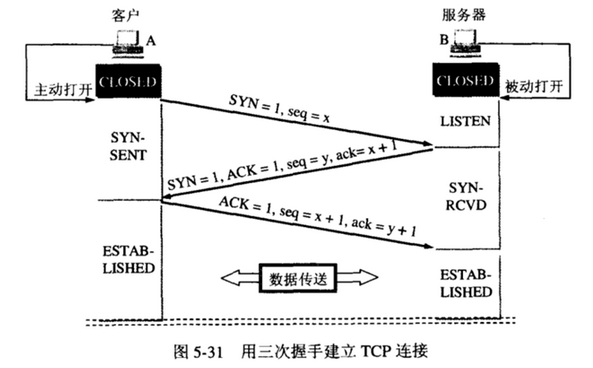 客户
服务器
A
B
CLOSED
CLOSED
主动打开
被动打开
SYN = 1, seq = x
LISTEN
SYN-
SENT
SYN = 1, ACK = 1, seq = y, ack= x + 1
SYN-
RCVD
ACK = 1, seq = x + 1, ack = y + 1
ESTAB-
LISHED
数据传送
ESTAB-
LISHED
图 5-31 用三次握手建立 TCP 连接